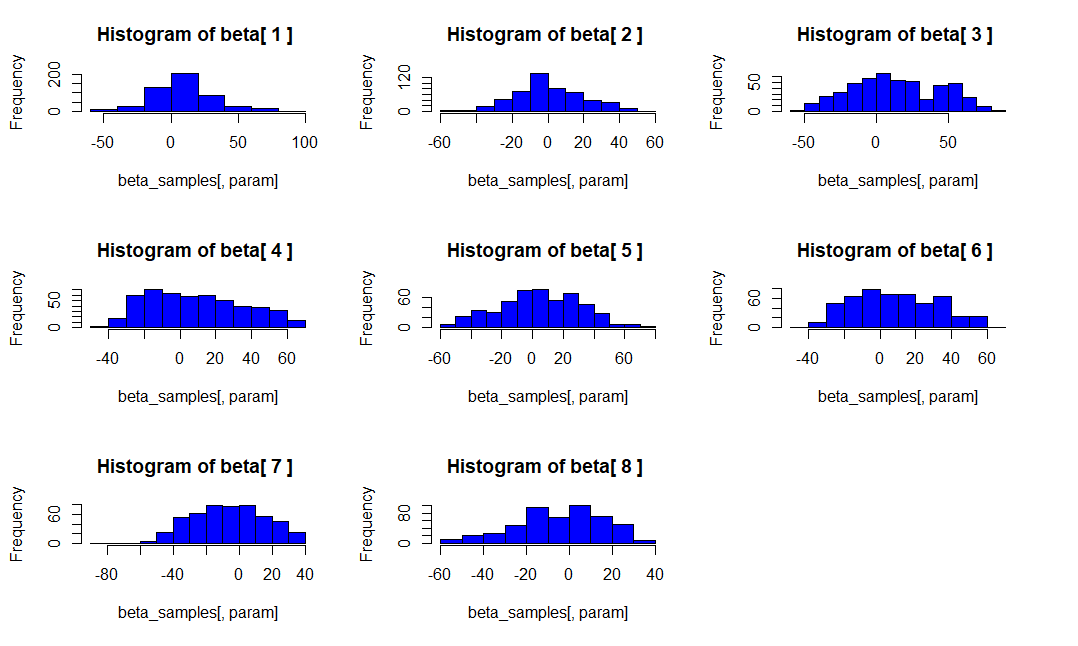 Histogram of beta[ 1 ]
Frequency
0 200
-50 0 50 100
beta_samples[, param]
Histogram of beta[ 2 ]
Frequency
0 120
-60 -20 0 20 40 60
beta_samples[, param]
Histogram of beta[ 3 ]
Frequency
0 50
-50 0 50
beta_samples[, param]
Histogram of beta[ 4 ]
Frequency
0 50
-40 0 20 40 60
beta_samples[, param]
Histogram of beta[ 5 ]
Frequency
0 60
-60 -20 0 20 60
beta_samples[, param]
Histogram of beta[ 6 ]
Frequency
0 60
-40 0 20 40 60
beta_samples[, param]
Histogram of beta[ 7 ]
Frequency
0 60
-80 -40 0 20 40
beta_samples[, param]
Histogram of beta[ 8 ]
Frequency
0 80
-60 -40 -20 0 20 40
beta_samples[, param]